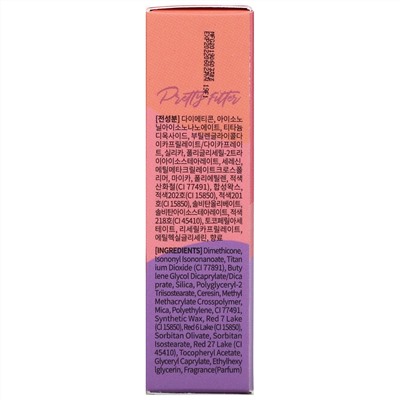 Pretty Filter
[전성분] 다이메티콘, 아이소노
닐아이소노나노에이트, 티타늄
디옥사이드, 부틸렌글라이콜다
이카프릴레이트/다이카프레이
트, 실리카, 폴리글리세릴-2트라
이아이소스테아레이트, 세레신,
메틸메타크릴레이트크로스폴
리머, 마이카, 폴리에틸렌, 적색
산화철(CI 77491), 합성왁스,
적색202호(CI 15850), 적색201
호(CI 15850), 솔비탄올리베이트,
솔비탄아이소스테아레이트, 적색
218호(CI 45410), 토코페릴아세
테이트, 리세릴카프릴레이트,
에틸헥실글리세린, 향료
[INGREDIENTS] Dimethicone,
Isononyl Isononanoate, Titan
ium Dioxide (CI 77891), Buty
lene Glycol Dicaprylate/Dica
prate, Silica, Polyglyceryl-2
Triisostearate, Ceresin, Methyl
Methacrylate Crosspolymer,
Mica, Polyethylene, CI 77491,
Synthetic Wax, Red 7 Lake
(CI 15850), Red 6 Lake (CI 15850),
Sorbitan Olivate, Sorbitan
Isostearate, Red 27 Lake (CI
45410), Tocopheryl Acetate,
Glyceryl Caprylate, Ethylhexy
lglycerin, Fragrance(Parfum)